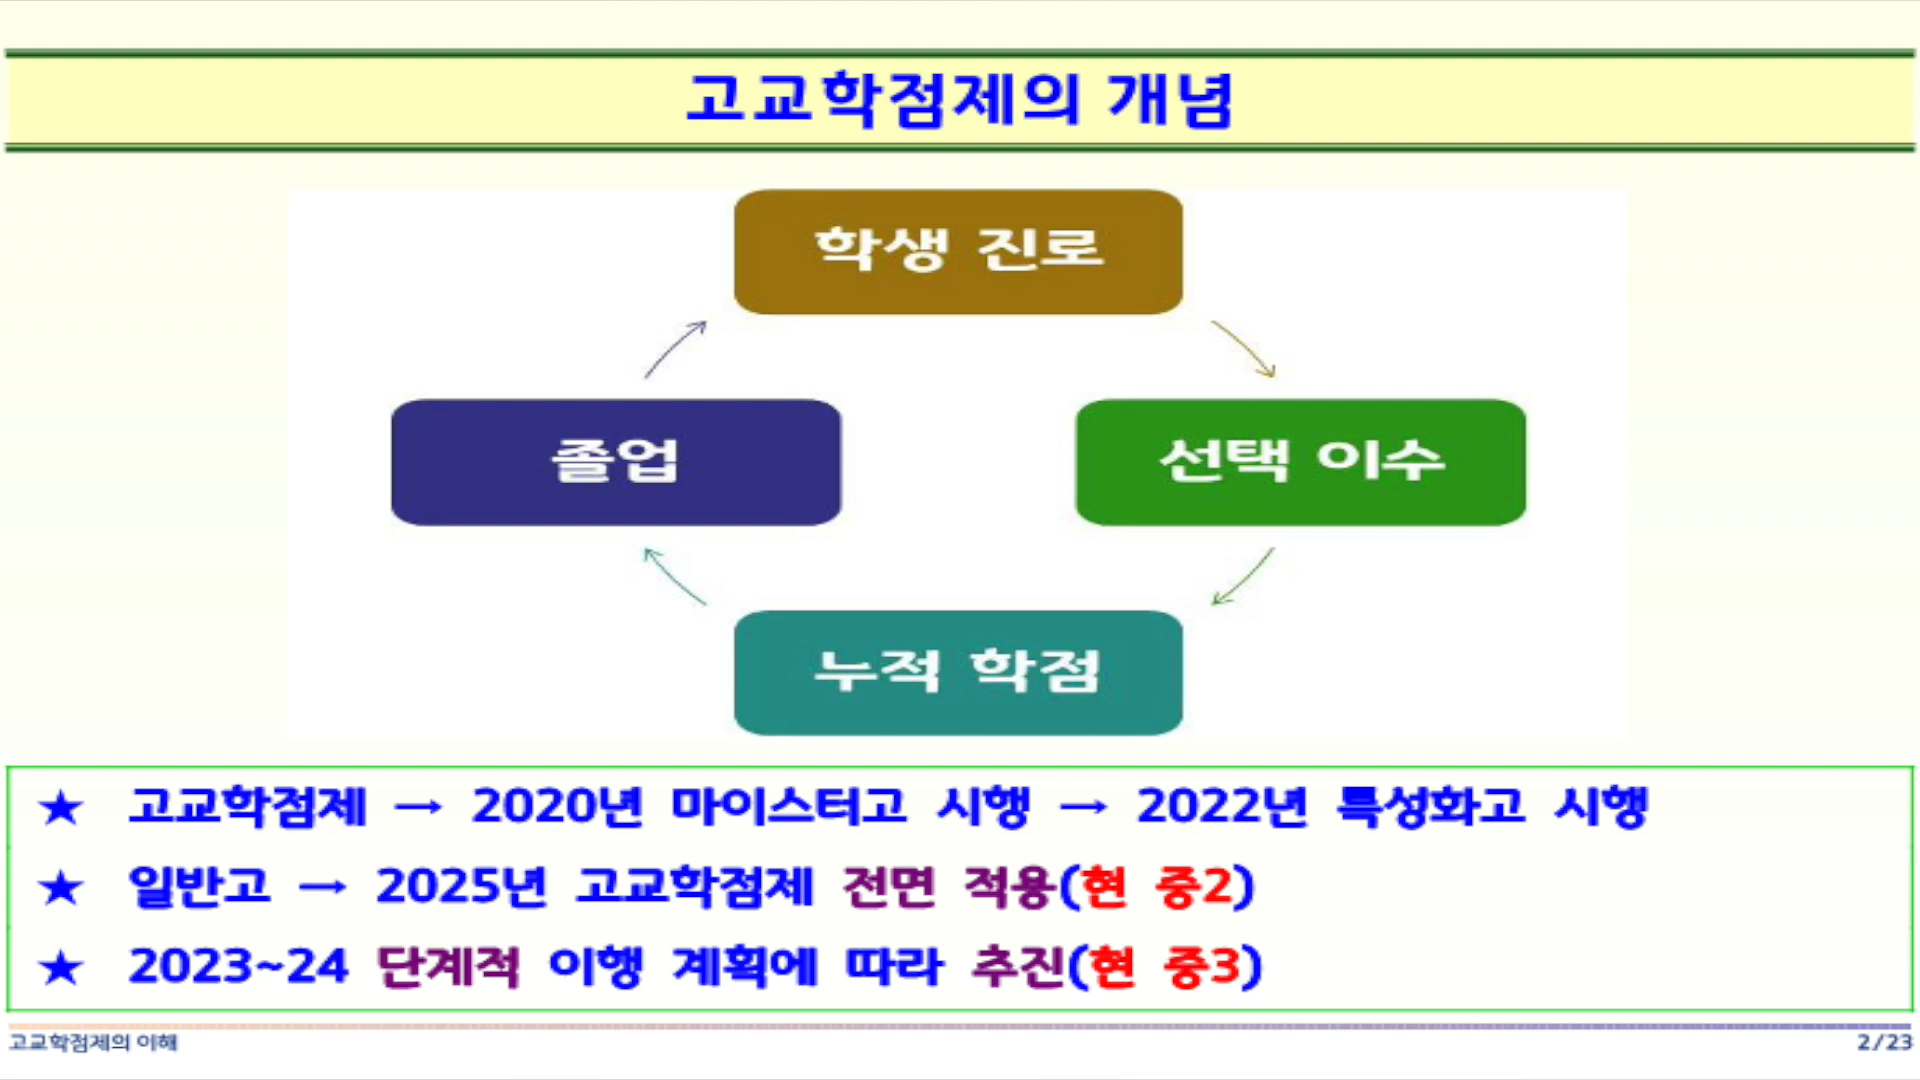 고교학점제의 개념
학생 진로
졸업
선택 이수
누적 학점
★ 고교학점제 → 2020년 마이스터고 시행 → 2022년 특성화고 시행
★ 일반고 → 2025년 고교학점제 전면 적용(현 중2)
★ 2023~24 단계적 이행 계획에 따라 추진(현 중3)
고교학점제의 이해
2/23